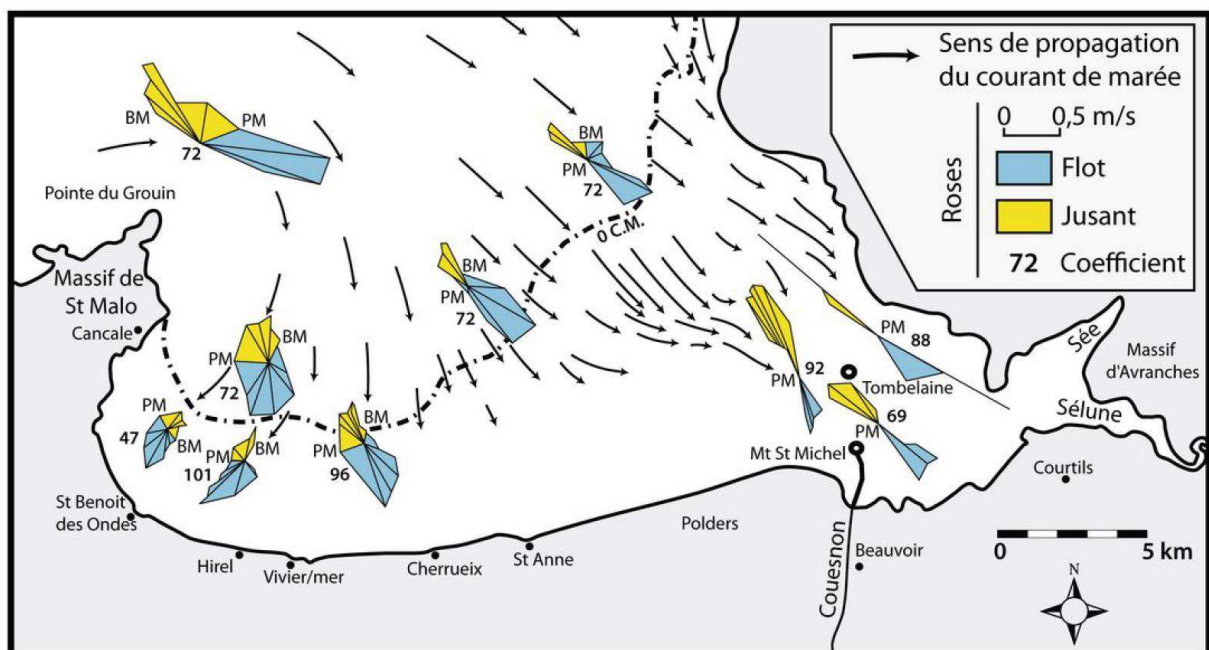 Sens de propagation
du courant de marée
0 0,5 m/s
Roses
Flot
Jusant
72 Coefficient
BM
PM
72
BM
PM
72
Pointe du Grouin
0 C.M.
Massif de
St Malo
Cancale
BM
PM
72
BM
PM
72
PM
88
Sée
Massif
d'Avranches
92
PM
Tombelaine
69
PM
Sélune
PM
47
BM
PM
BM
101
BM
PM
96
Mt St Michel
Courtils
St Benoit
des Ondes
Polders
Hirel
Vivier/mer
Cherrueix
St Anne
Couesnon
Beauvoir
0 5 km
N